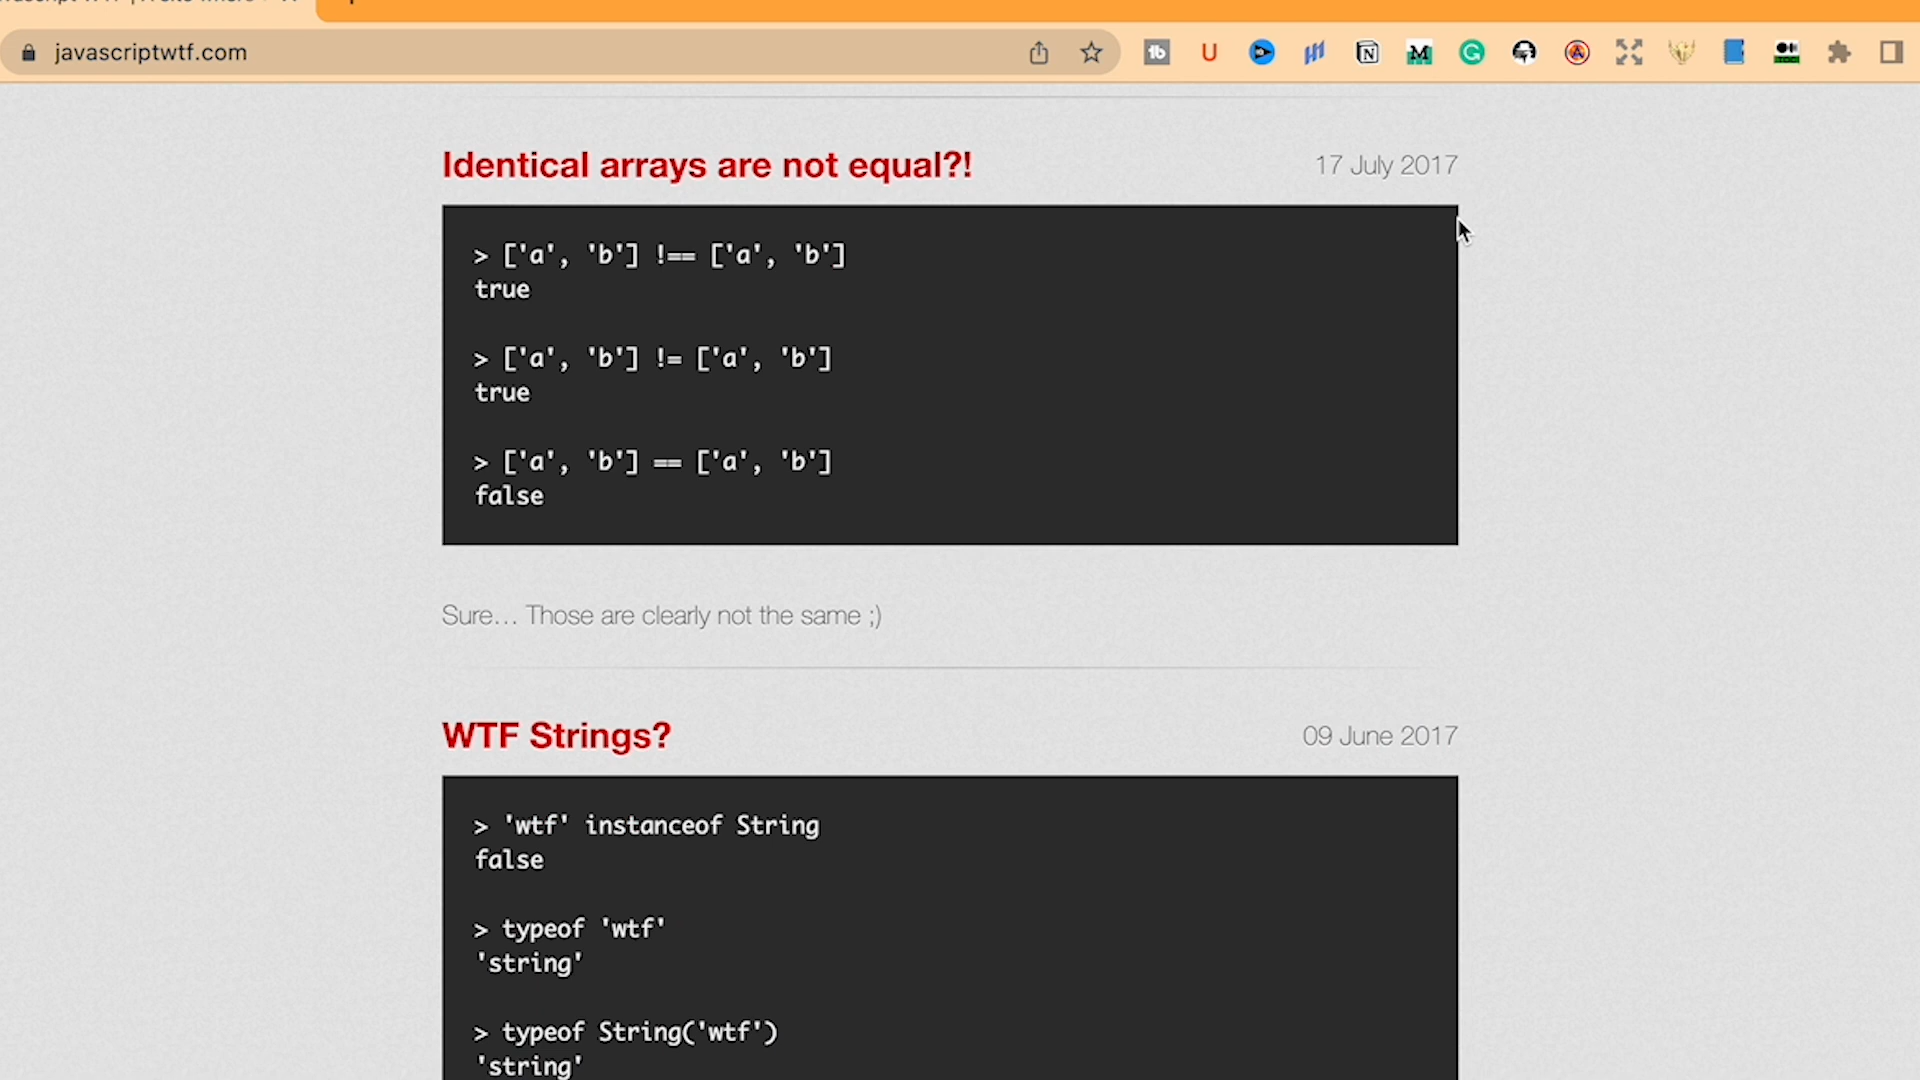 javascriptwtf.com
Identical arrays are not equal?!
17 July 2017
> ['a', 'b'] !== ['a', 'b']
true
> ['a', 'b'] != ['a', 'b']
true
> ['a', 'b'] == ['a', 'b']
false
Sure... Those are clearly not the same ;)
WTF Strings?
09 June 2017
> 'wtf' instanceof String
false
> typeof 'wtf'
'string'
> typeof String('wtf')
'string'